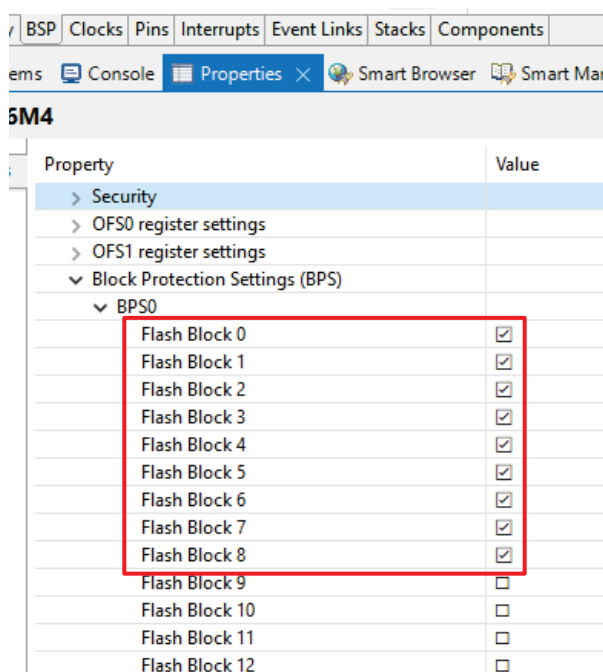 BSP Clocks Pins Interrupts Event Links Stacks Components
Console Properties Smart Browser Smart
6M4
Property Value
Security
OFS0 register settings
OFS1 register settings
Block Protection Settings (BPS)
BPS0
Flash Block 0
Flash Block 1
Flash Block 2
Flash Block 3
Flash Block 4
Flash Block 5
Flash Block 6
Flash Block 7
Flash Block 8
Flash Block 9
Flash Block 10
Flash Block 11
Flash Block 12